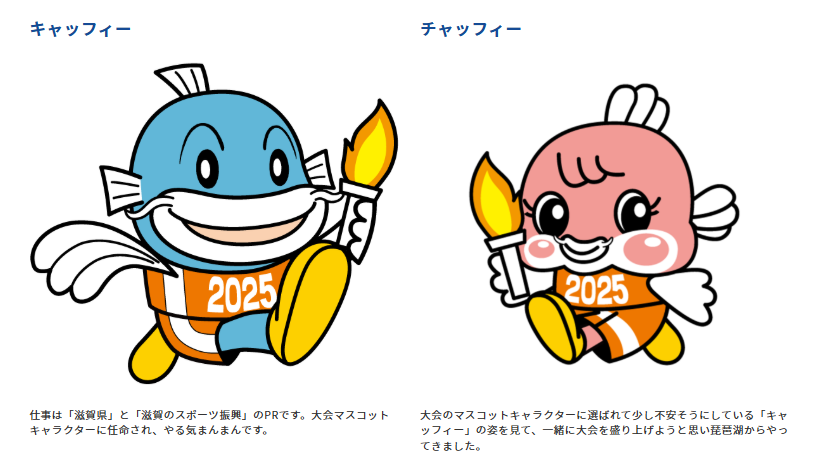 キャッフィー
チャッフィー
2025
2025
仕事は「滋賀県」と「滋賀のスポーツ振興」のPRです。大会マスコット
キャラクターに任命され、やる気まんまんです。
大会のマスコットキャラクターに選ばれて少し不安そうにしている「キャ
ッフィー」の姿を見て、一緒に大会を盛り上げようと思い琵琶湖からやっ
てきました。